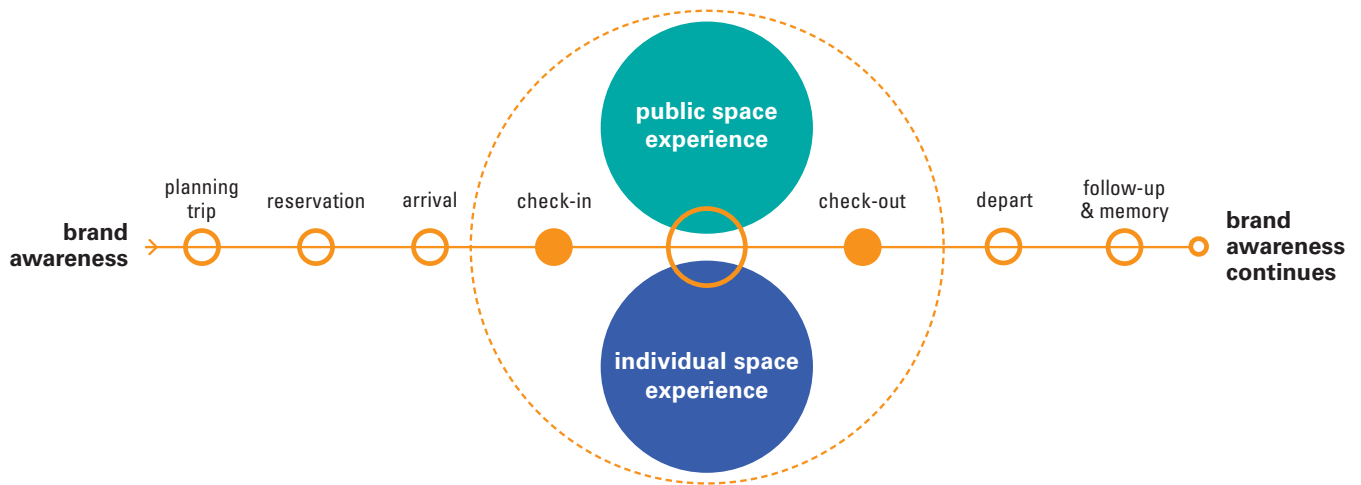 brand
awareness
planning
trip
reservation
arrival
check-in
public space
experience
individual space
experience
check-out
depart
follow-up
& memory
brand
awareness
continues